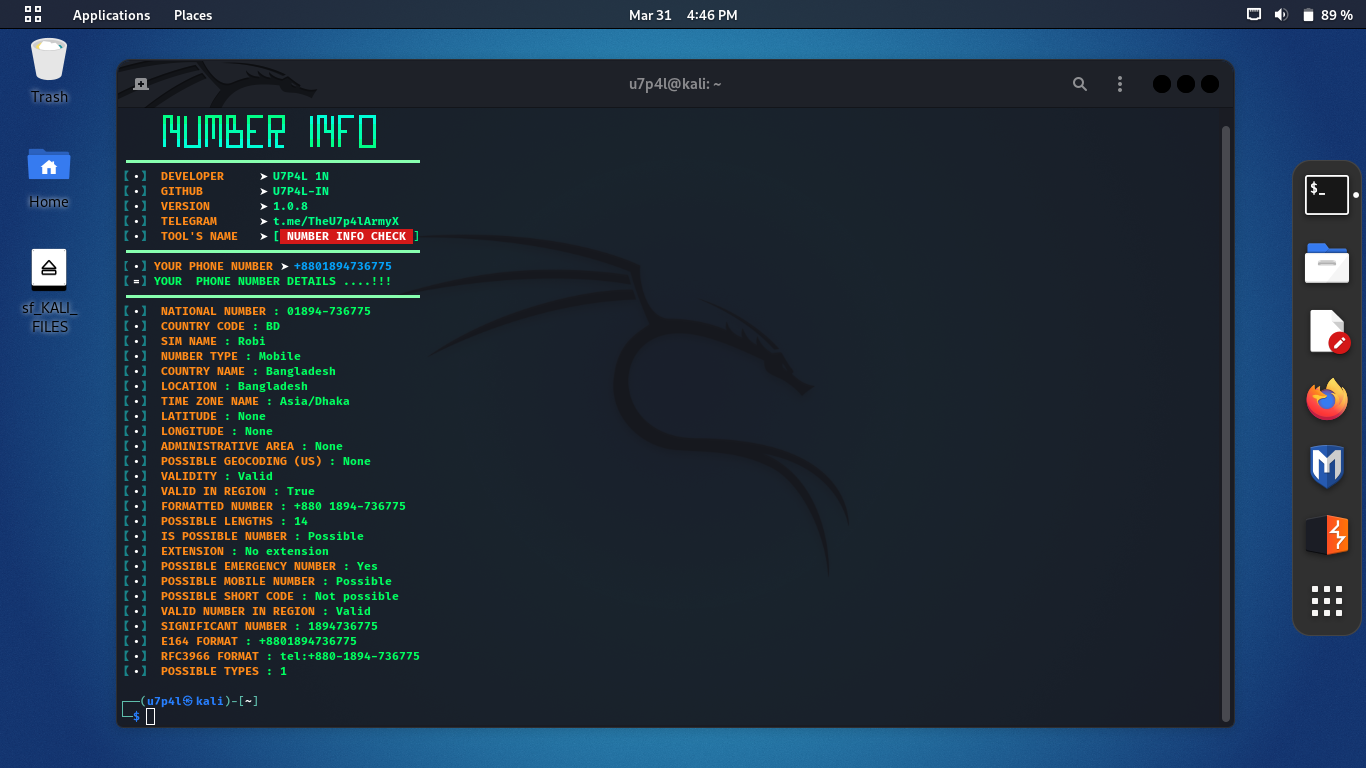 Applications Places Mar 31 4:46 PM 89 %
Trash
Home
sf_KALI_
FILES
u7p4l@kali: ~
NUMBER INFO
[•] DEVELOPER ➤ U7P4L 1N
[•] GITHUB ➤ U7P4L-IN
[•] VERSION ➤ 1.0.8
[•] TELEGRAM ➤ t.me/TheU7p4lArmyX
[•] TOOL'S NAME ➤ [ NUMBER INFO CHECK ]
[•] YOUR PHONE NUMBER ➤ +8801894736775
[=] YOUR  PHONE NUMBER DETAILS ....!!!
[•] NATIONAL NUMBER : 01894-736775
[•] COUNTRY CODE : BD
[•] SIM NAME : Robi
[•] NUMBER TYPE : Mobile
[•] COUNTRY NAME : Bangladesh
[•] LOCATION : Bangladesh
[•] TIME ZONE NAME : Asia/Dhaka
[•] LATITUDE : None
[•] LONGITUDE : None
[•] ADMINISTRATIVE AREA : None
[•] POSSIBLE GEOCODING (US) : None
[•] VALIDITY : Valid
[•] VALID IN REGION : True
[•] FORMATTED NUMBER : +880 1894-736775
[•] POSSIBLE LENGTHS : 14
[•] IS POSSIBLE NUMBER : Possible
[•] EXTENSION : No extension
[•] POSSIBLE EMERGENCY NUMBER : Yes
[•] POSSIBLE MOBILE NUMBER : Possible
[•] POSSIBLE SHORT CODE : Not possible
[•] VALID NUMBER IN REGION : Valid
[•] SIGNIFICANT NUMBER : 1894736775
[•] E164 FORMAT : +8801894736775
[•] RFC3966 FORMAT : tel:+880-1894-736775
[•] POSSIBLE TYPES : 1
┌──(u7p4l㉿kali)-[~]
└─$
$_